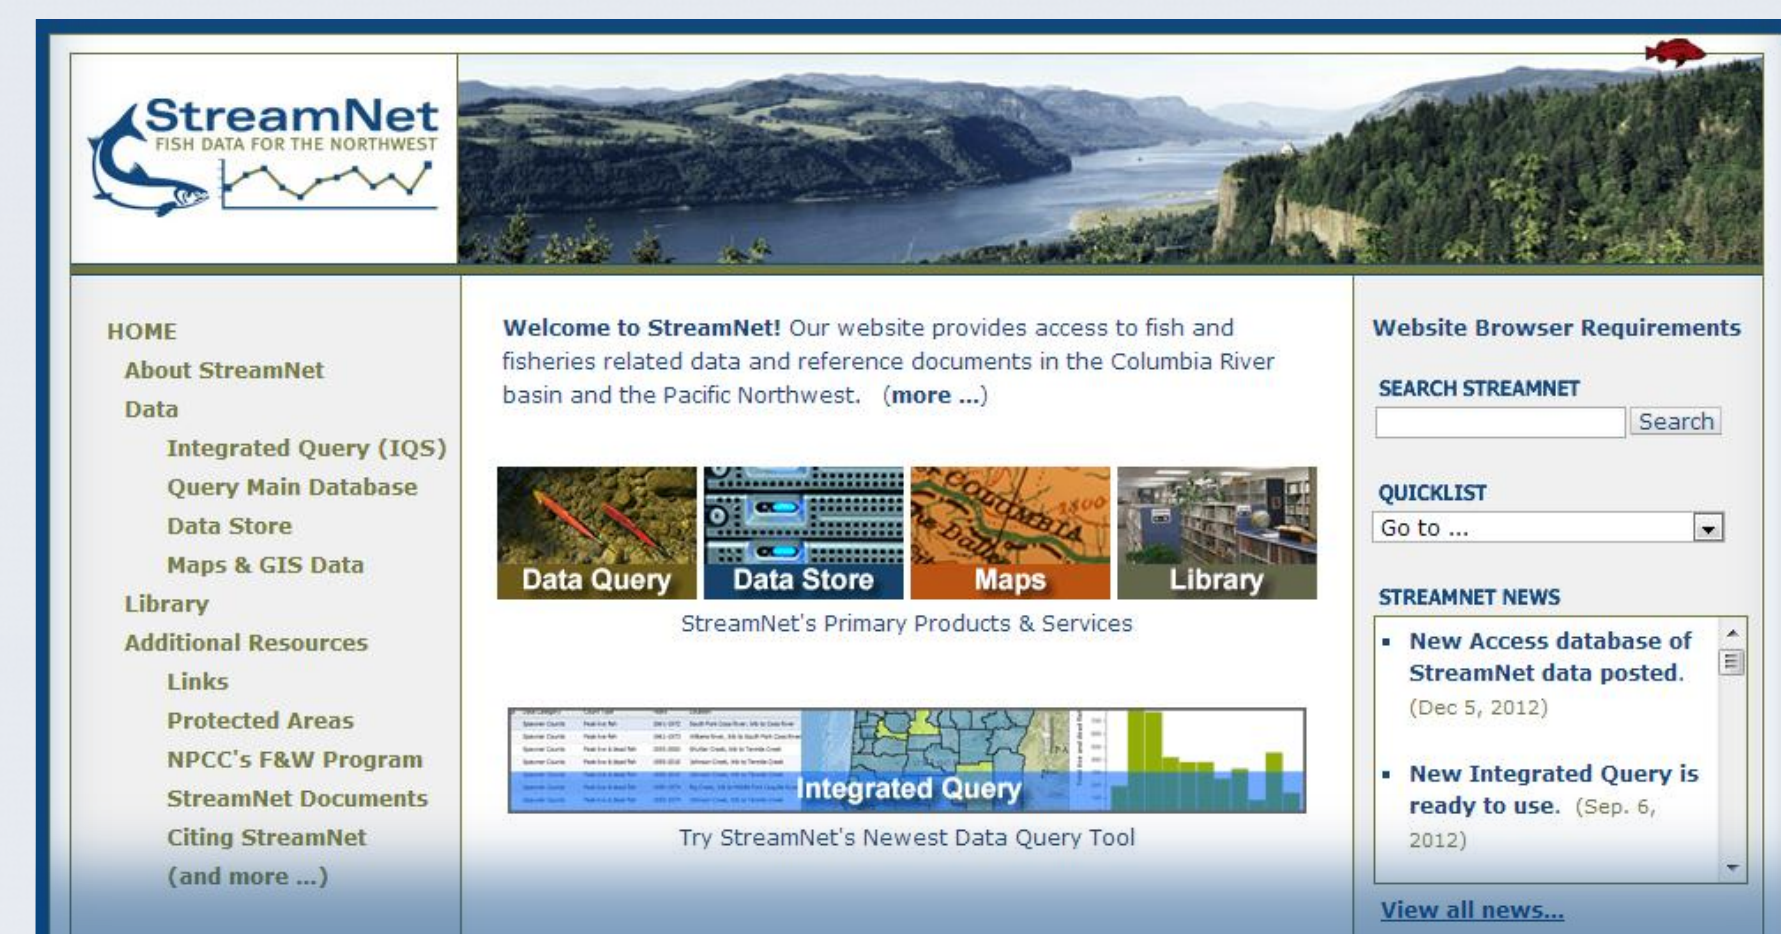 StreamNet
FISH DATA FOR THE NORTHWEST
HOME
About StreamNet
Data
Integrated Query (IQS)
Query Main Database
Data Store
Maps & GIS Data
Library
Additional Resources
Links
Protected Areas
NPCC's F&W Program
StreamNet Documents
Citing StreamNet
(and more ...)
Welcome to StreamNet! Our website provides access to fish and
fisheries related data and reference documents in the Columbia River
basin and the Pacific Northwest. (more ...)
COLUMBIA
1800
The Dalles
Data Query
Data Store
Maps
Library
StreamNet's Primary Products & Services
Integrated Query
Try StreamNet's Newest Data Query Tool
Website Browser Requirements
SEARCH STREAMNET
Search
QUICKLIST
Go to ...
STREAMNET NEWS
▪ New Access database of
StreamNet data posted.
(Dec 5, 2012)
▪ New Integrated Query is
ready to use. (Sep. 6,
2012)
View all news...